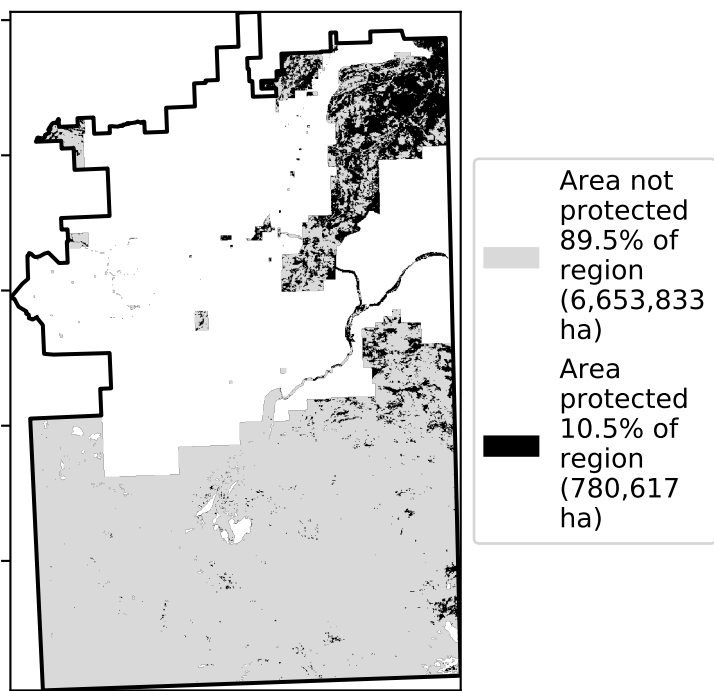 Area not
protected
89.5% of
region
(6,653,833
ha)
Area
protected
10.5% of
region
(780,617
ha)